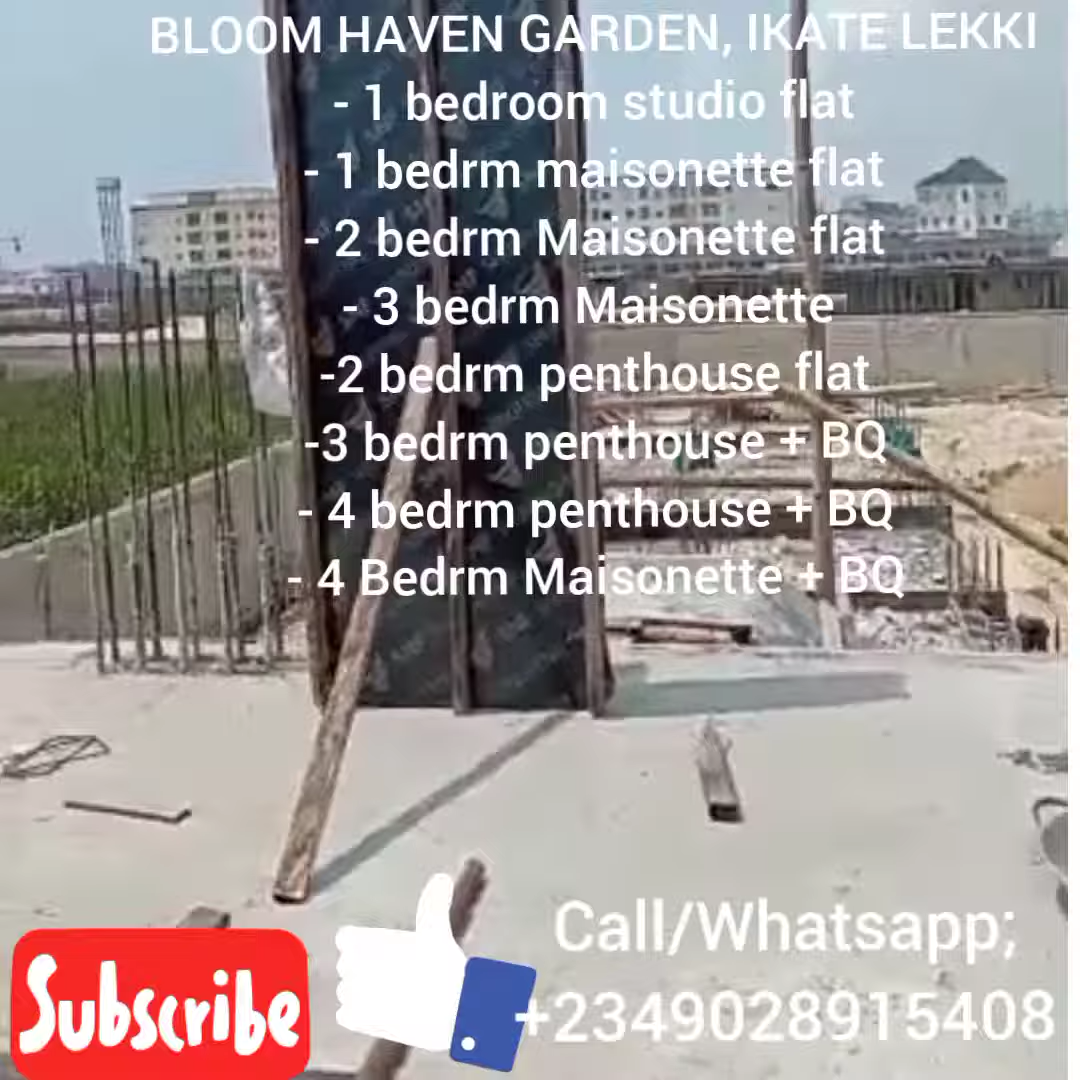 BLOOM HAVEN GARDEN, IKATE LEKKI
- 1 bedroom studio flat
- 1 bedrm maisonette flat
- 2 bedrm Maisonette flat
- 3 bedrm Maisonette
-2 bedrm penthouse flat
-3 bedrm penthouse + BQ
- 4 bedrm penthouse + BQ
- 4 Bedrm Maisonette + BQ
Call/Whatsapp;
+2349028915408
Subscribe